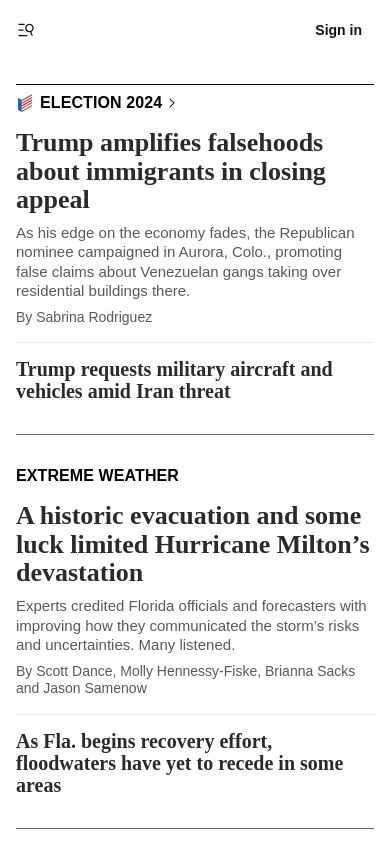 Sign in
ELECTION 2024
Trump amplifies falsehoods
about immigrants in closing
appeal
As his edge on the economy fades, the Republican
nominee campaigned in Aurora, Colo., promoting
false claims about Venezuelan gangs taking over
residential buildings there.
By Sabrina Rodriguez
Trump requests military aircraft and
vehicles amid Iran threat
EXTREME WEATHER
A historic evacuation and some
luck limited Hurricane Milton’s
devastation
Experts credited Florida officials and forecasters with
improving how they communicated the storm’s risks
and uncertainties. Many listened.
By Scott Dance, Molly Hennessy-Fiske, Brianna Sacks
and Jason Samenow
As Fla. begins recovery effort,
floodwaters have yet to recede in some
areas